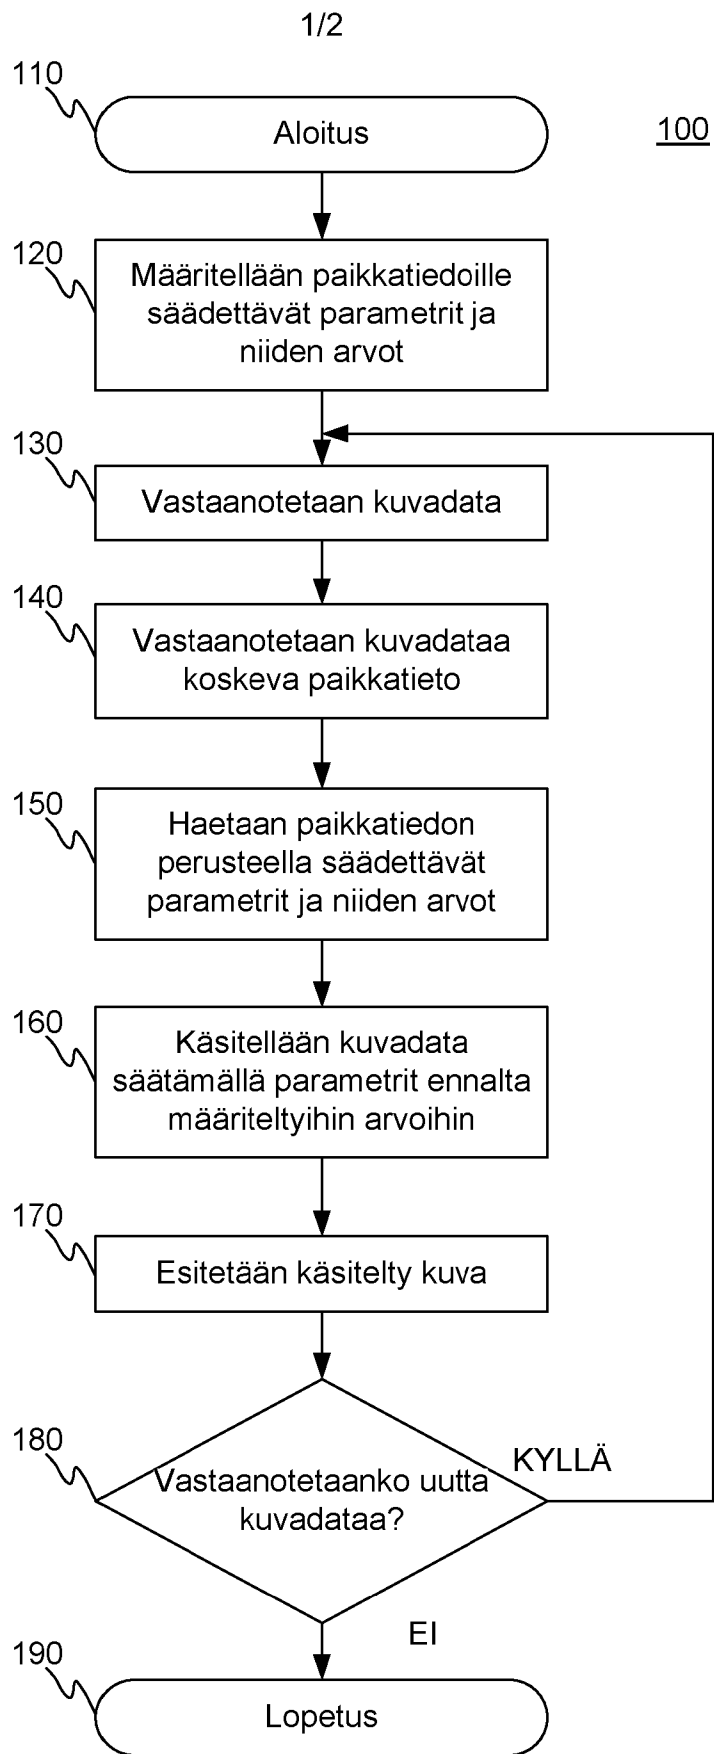 1/2
110
Aloitus
100
120
Määritellään paikkatiedoille
säädettävät parametrit ja
niiden arvot
130
Vastaanotetaan kuvadata
140
Vastaanotetaan kuvadataa
koskeva paikkatieto
150
Haetaan paikkatiedon
perusteella säädettävät
parametrit ja niiden arvot
160
Käsitellään kuvadata
säätämällä parametrit ennalta
määriteltyihin arvoihin
170
Esitetään käsitelty kuva
180
KYLLÄ
Vastaanotetaanko uutta
kuvadataa?
EI
190
Lopetus